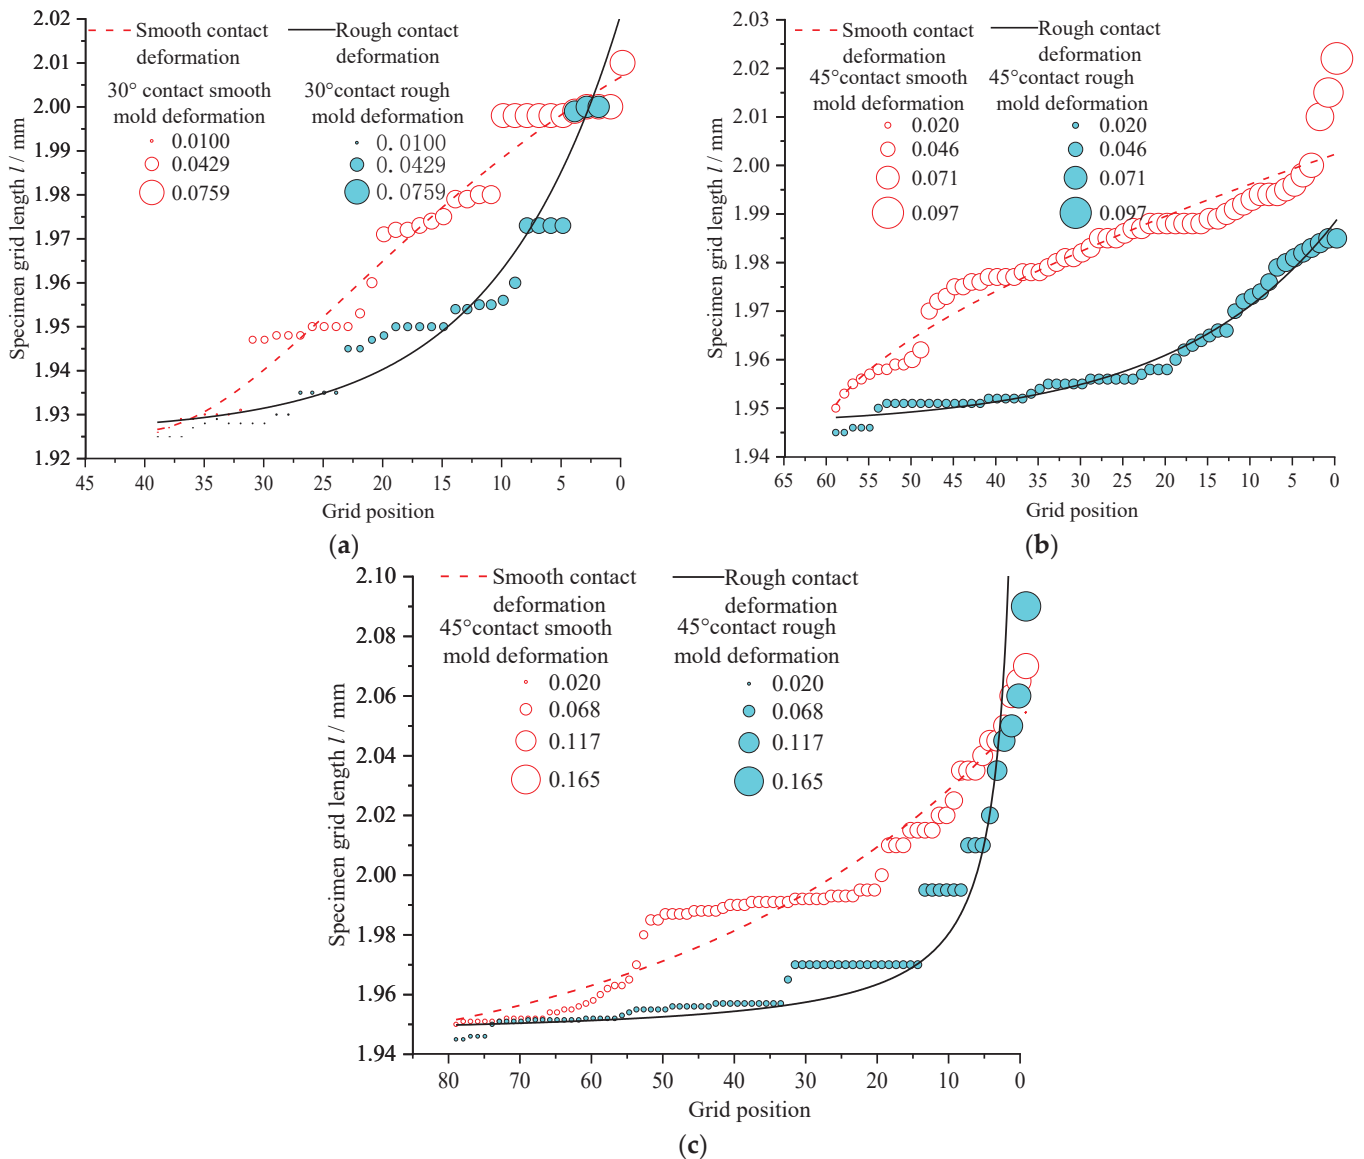 Smooth contact
deformation
Rough contact
deformation
30° contact smooth
mold deformation
30°contact rough
mold deformation
0.0100
0.0429
0.0759
0.0100
0.0429
0.0759
2.02
2.01
2.00
1.99
1.98
1.97
1.96
1.95
1.94
1.93
1.92
Specimen grid length l / mm
45 40 35 30 25 20 15 10 5 0
Grid position
(a)
Smooth contact
deformation
Rough contact
deformation
45°contact smooth
mold deformation
45°contact rough
mold deformation
0.020
0.046
0.071
0.097
0.020
0.046
0.071
0.097
2.03
2.02
2.01
2.00
1.99
1.98
1.97
1.96
1.95
1.94
Specimen grid length l / mm
65 60 55 50 45 40 35 30 25 20 15 10 5 0
Grid position
(b)
Smooth contact
deformation
Rough contact
deformation
45°contact smooth
mold deformation
45°contact rough
mold deformation
0.020
0.068
0.117
0.165
0.020
0.068
0.117
0.165
2.10
2.08
2.06
2.04
2.02
2.00
1.98
1.96
1.94
Specimen grid length l / mm
80 70 60 50 40 30 20 10 0
Grid position
(c)